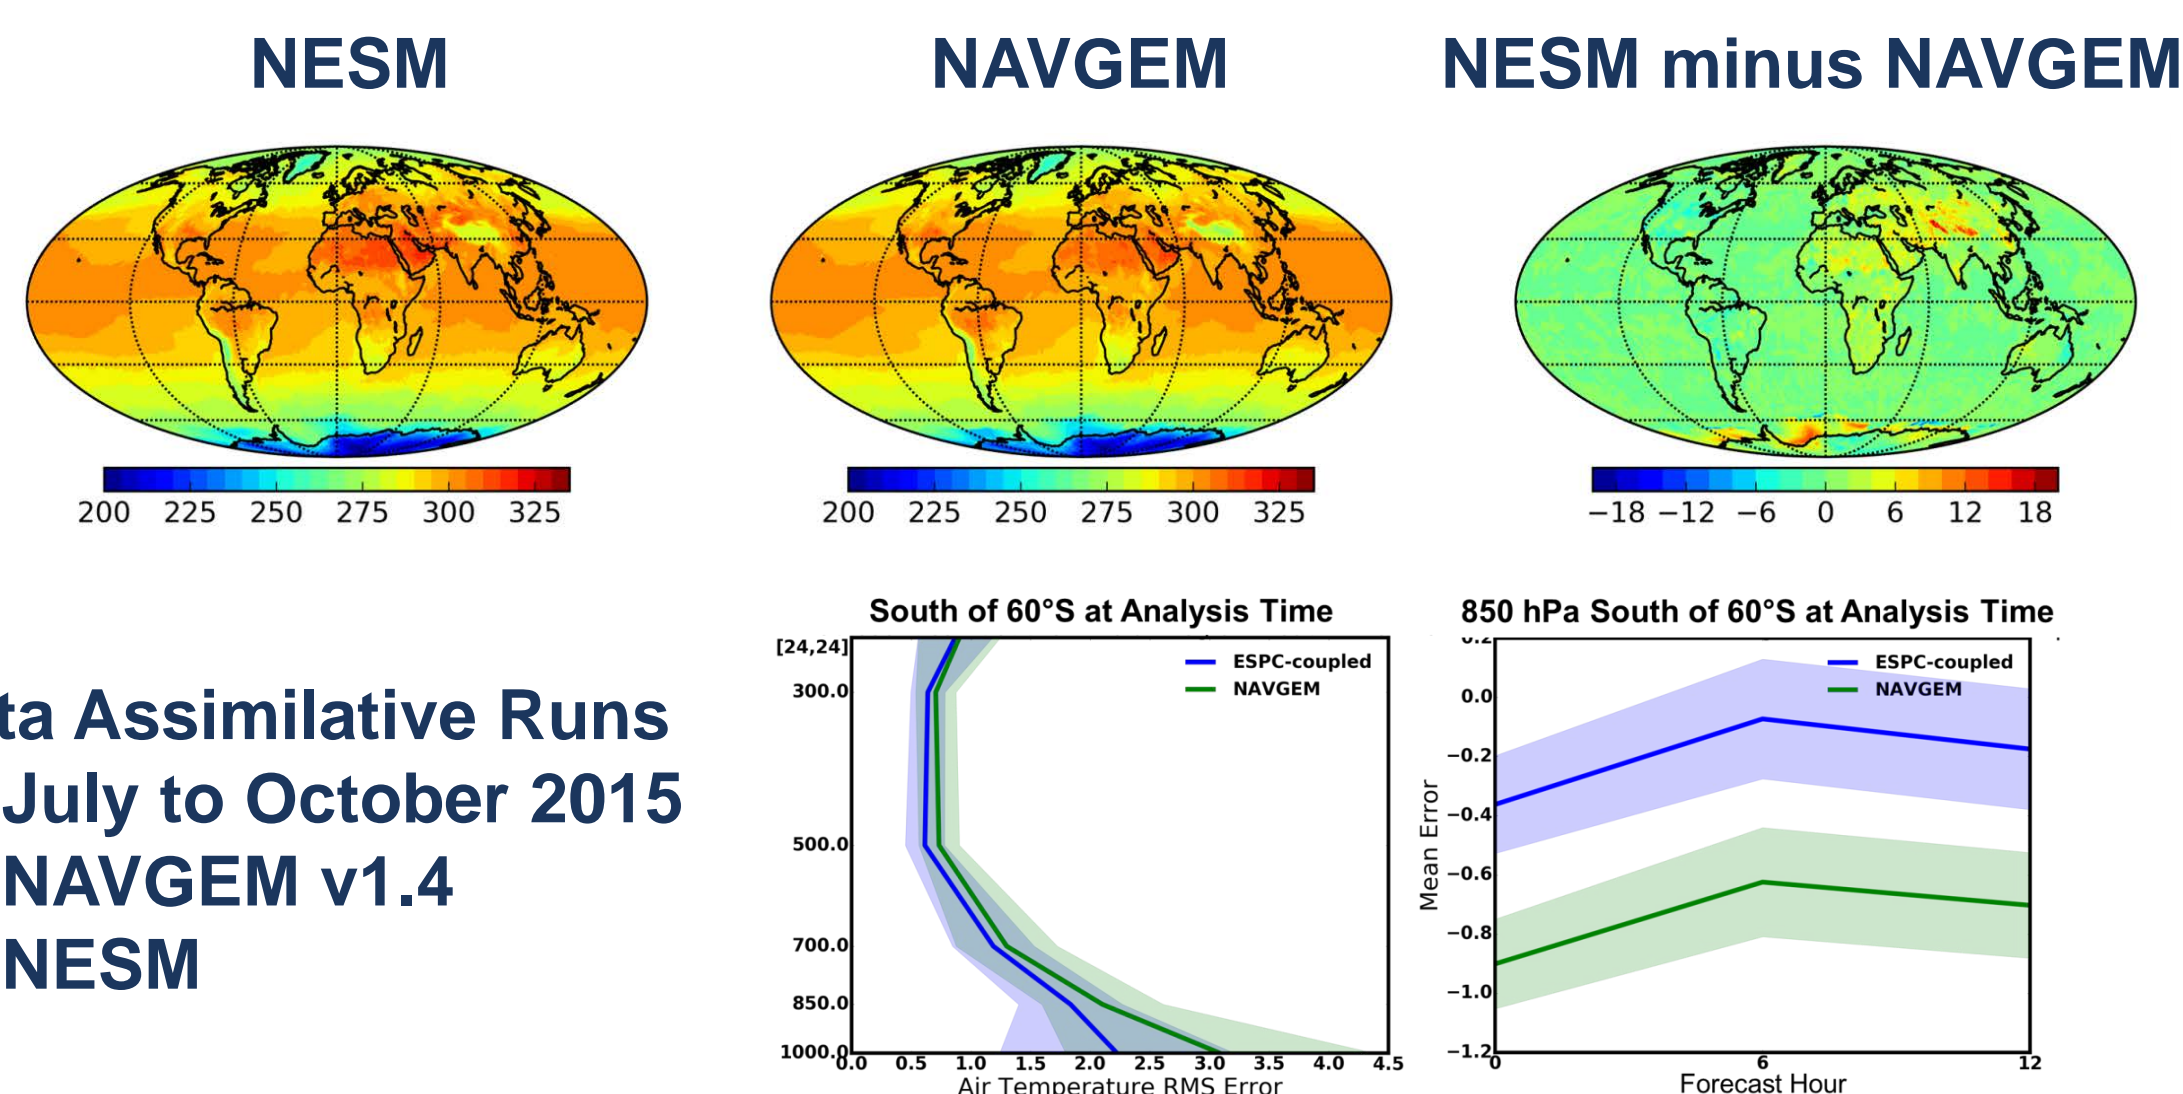 NESM
NAVGEM
NESM minus NAVGEM
200 225 250 275 300 325
200 225 250 275 300 325
−18 −12 −6 0 6 12 18
ta Assimilative Runs
July to October 2015
NAVGEM v1.4
NESM
South of 60°S at Analysis Time
[24,24]
300.0
500.0
700.0
850.0
1000.0
ESPC-coupled
NAVGEM
0.0 0.5 1.0 1.5 2.0 2.5 3.0 3.5 4.0 4.5
Air Temperature RMS Error
850 hPa South of 60°S at Analysis Time
Mean Error
0.2
0.0
−0.2
−0.4
−0.6
−0.8
−1.0
−1.2
ESPC-coupled
NAVGEM
0 6 12
Forecast Hour